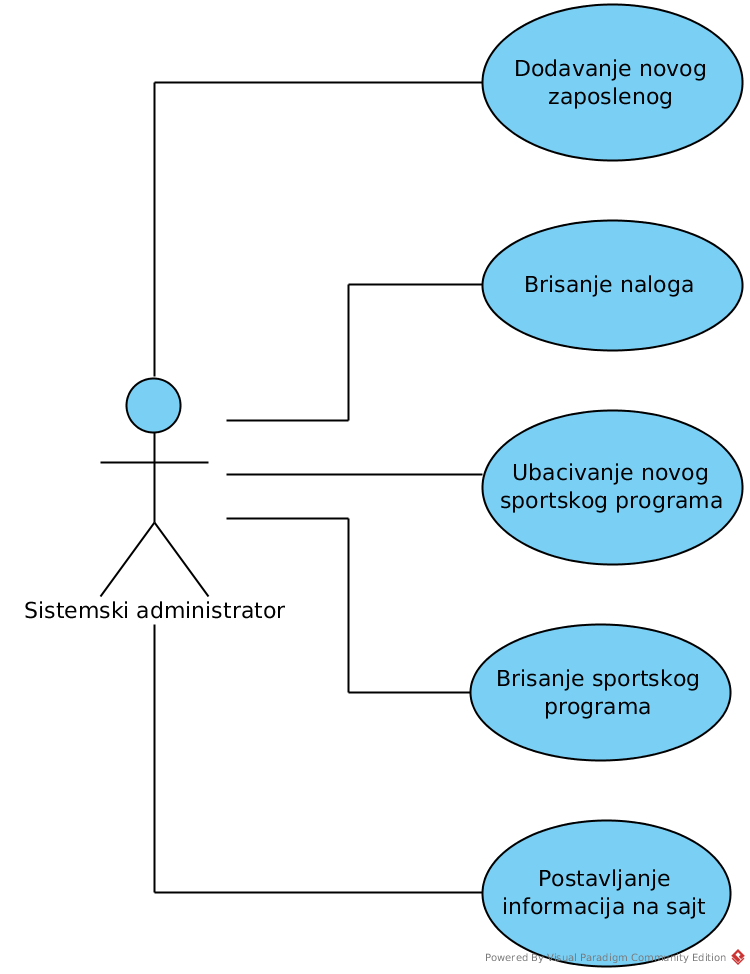 Dodavanje novog
zaposlenog
Brisanje naloga
Ubacivanje novog
sportskog programa
Sistemski administrator
Brisanje sportskog
programa
Postavljanje
informacija na sajt
Powered By Visual Paradigm Community Edition